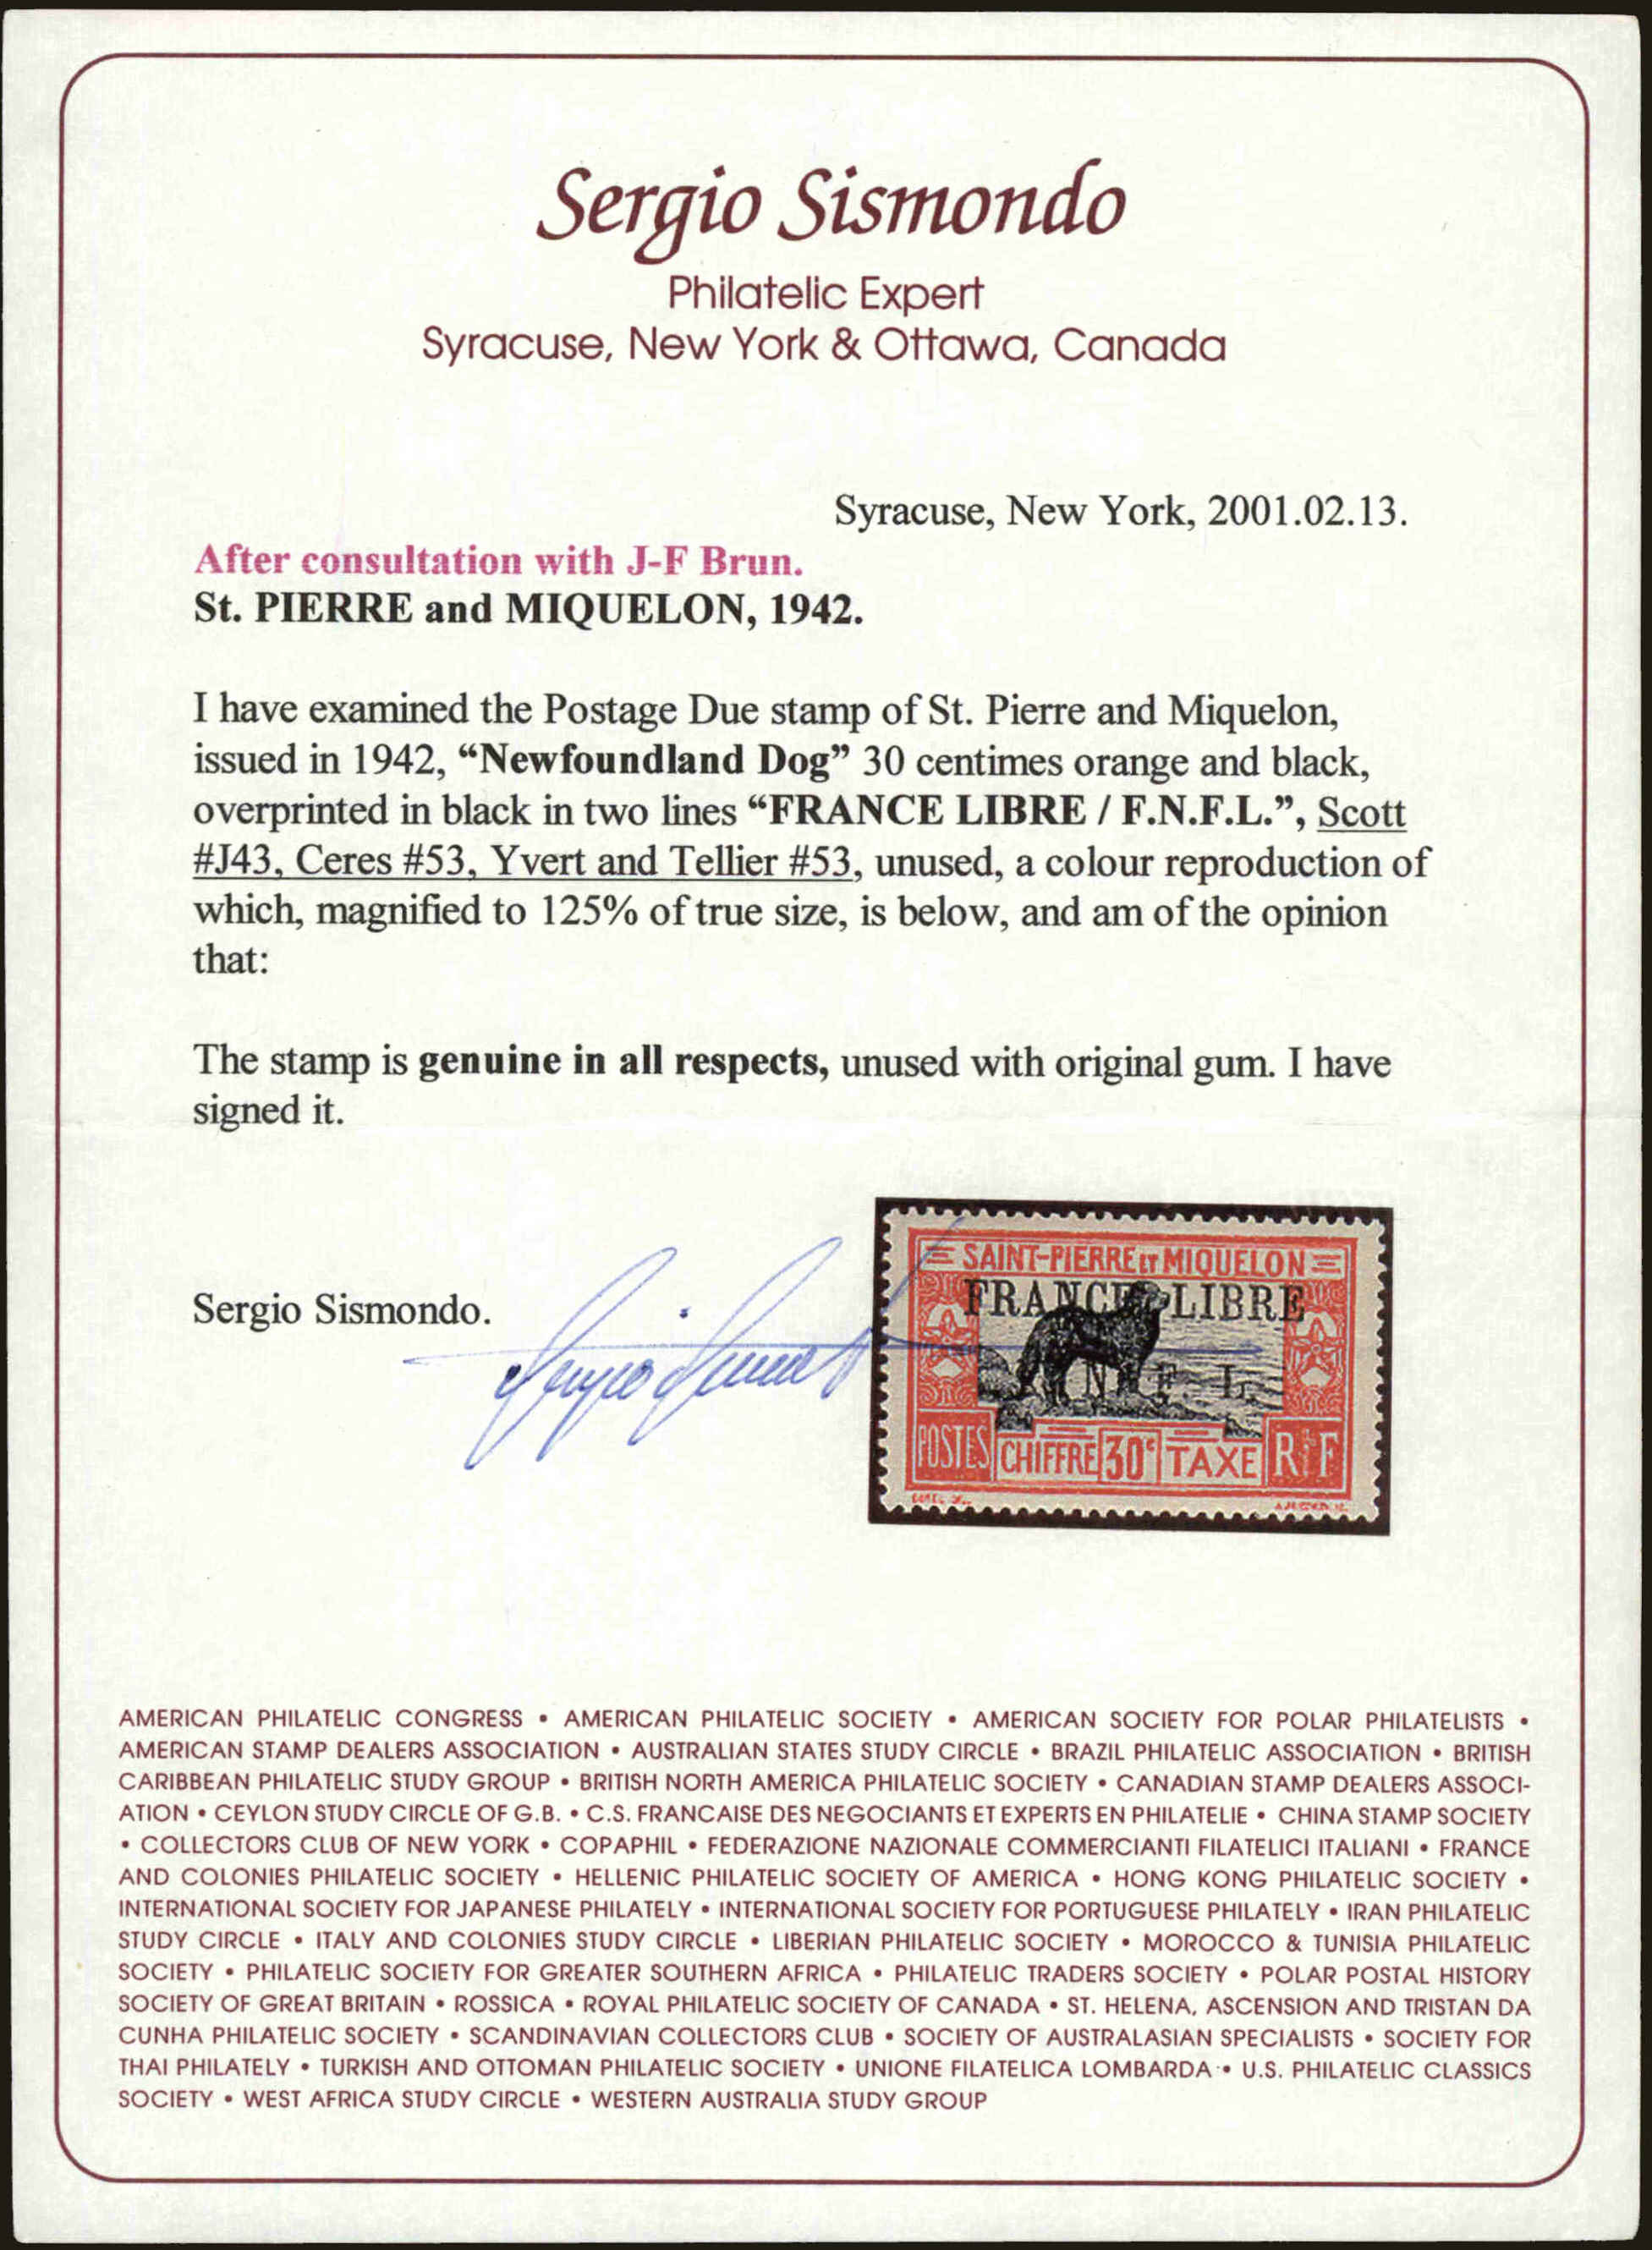 Sergio Sismondo
Philatelic Expert
Syracuse, New York & Ottawa, Canada
Syracuse, New York, 2001.02.13.
After consultation with J-F Brun.
St. PIERRE and MIQUELON, 1942.
I have examined the Postage Due stamp of St. Pierre and Miquelon,
issued in 1942, “Newfoundland Dog” 30 centimes orange and black,
overprinted in black in two lines “FRANCE LIBRE / F.N.F.L.”, Scott
#J43, Ceres #53, Yvert and Tellier #53, unused, a colour reproduction of
which, magnified to 125% of true size, is below, and am of the opinion
that:
The stamp is genuine in all respects, unused with original gum. I have
signed it.
Sergio Sismondo.
SAINT-PIERRE ET MIQUELON
FRANCE LIBRE
N. F. L.
POSTES CHIFFRE 30c TAXE R F
AMERICAN PHILATELIC CONGRESS • AMERICAN PHILATELIC SOCIETY • AMERICAN SOCIETY FOR POLAR PHILATELISTS •
AMERICAN STAMP DEALERS ASSOCIATION • AUSTRALIAN STATES STUDY CIRCLE • BRAZIL PHILATELIC ASSOCIATION • BRITISH
CARIBBEAN PHILATELIC STUDY GROUP • BRITISH NORTH AMERICA PHILATELIC SOCIETY • CANADIAN STAMP DEALERS ASSOCI-
ATION • CEYLON STUDY CIRCLE OF G.B. • C.S. FRANCAISE DES NEGOCIANTS ET EXPERTS EN PHILATELIE • CHINA STAMP SOCIETY
• COLLECTORS CLUB OF NEW YORK • COPAPHIL • FEDERAZIONE NAZIONALE COMMERCIANTI FILATELICI ITALIANI • FRANCE
AND COLONIES PHILATELIC SOCIETY • HELLENIC PHILATELIC SOCIETY OF AMERICA • HONG KONG PHILATELIC SOCIETY •
INTERNATIONAL SOCIETY FOR JAPANESE PHILATELY • INTERNATIONAL SOCIETY FOR PORTUGUESE PHILATELY • IRAN PHILATELIC
STUDY CIRCLE • ITALY AND COLONIES STUDY CIRCLE • LIBERIAN PHILATELIC SOCIETY • MOROCCO & TUNISIA PHILATELIC
SOCIETY • PHILATELIC SOCIETY FOR GREATER SOUTHERN AFRICA • PHILATELIC TRADERS SOCIETY • POLAR POSTAL HISTORY
SOCIETY OF GREAT BRITAIN • ROSSICA • ROYAL PHILATELIC SOCIETY OF CANADA • ST. HELENA, ASCENSION AND TRISTAN DA
CUNHA PHILATELIC SOCIETY • SCANDINAVIAN COLLECTORS CLUB • SOCIETY OF AUSTRALASIAN SPECIALISTS • SOCIETY FOR
THAI PHILATELY • TURKISH AND OTTOMAN PHILATELIC SOCIETY • UNIONE FILATELICA LOMBARDA • U.S. PHILATELIC CLASSICS
SOCIETY • WEST AFRICA STUDY CIRCLE • WESTERN AUSTRALIA STUDY GROUP